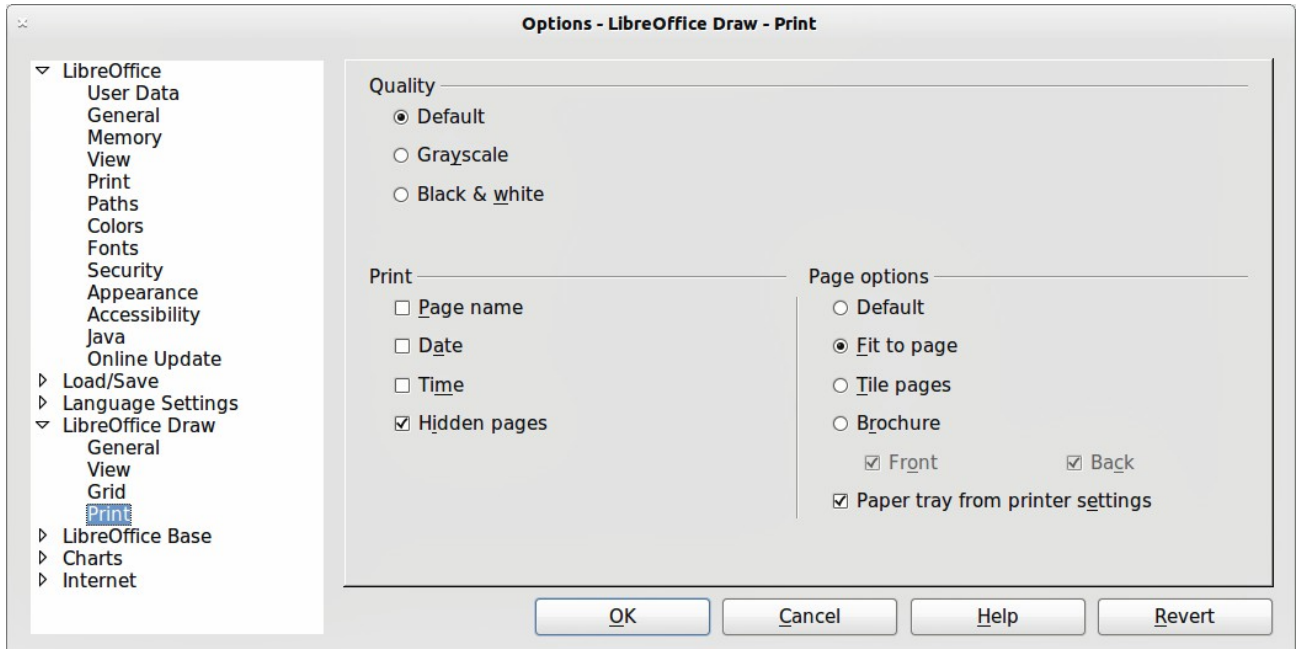 Options - LibreOffice Draw - Print
LibreOffice
User Data
General
Memory
View
Print
Paths
Colors
Fonts
Security
Appearance
Accessibility
Java
Online Update
Load/Save
Language Settings
LibreOffice Draw
General
View
Grid
Print
LibreOffice Base
Charts
Internet
Quality
Default
Grayscale
Black & white
Print
Page name
Date
Time
Hidden pages
Page options
Default
Fit to page
Tile pages
Brochure
Front Back
Paper tray from printer settings
OK Cancel Help Revert